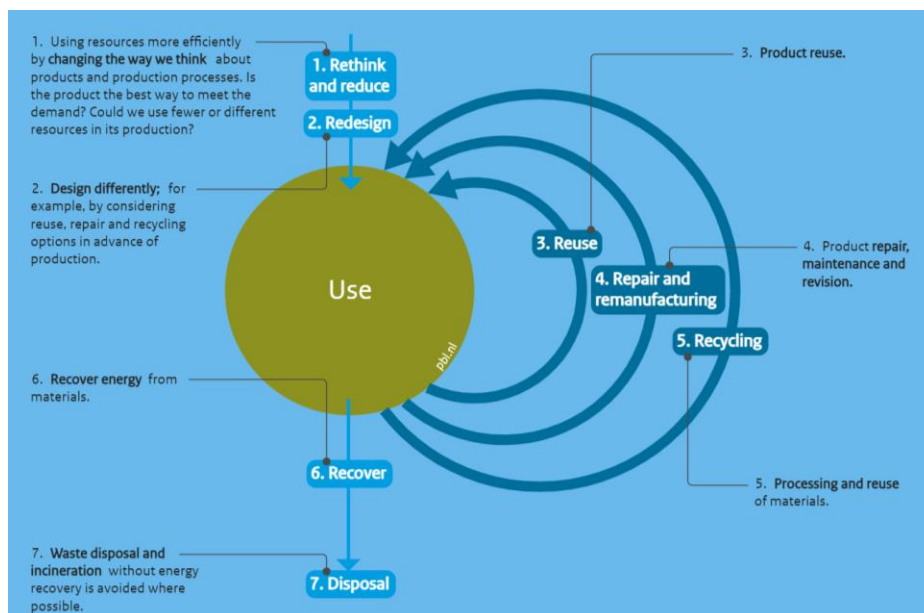 1. Using resources more efficiently
by changing the way we think about
products and production processes. Is
the product the best way to meet the
demand? Could we use fewer or different
resources in its production?
1. Rethink
and reduce
3. Product reuse.
2. Redesign
2. Design differently; for
example, by considering
reuse, repair and recycling
options in advance of
production.
3. Reuse
4. Product repair,
maintenance and
revision.
4. Repair and
remanufacturing
Use
5. Recycling
pbl.nl
6. Recover energy from
materials.
6. Recover
5. Processing and reuse
of materials.
7. Waste disposal and
incineration without energy
recovery is avoided where
possible.
7. Disposal